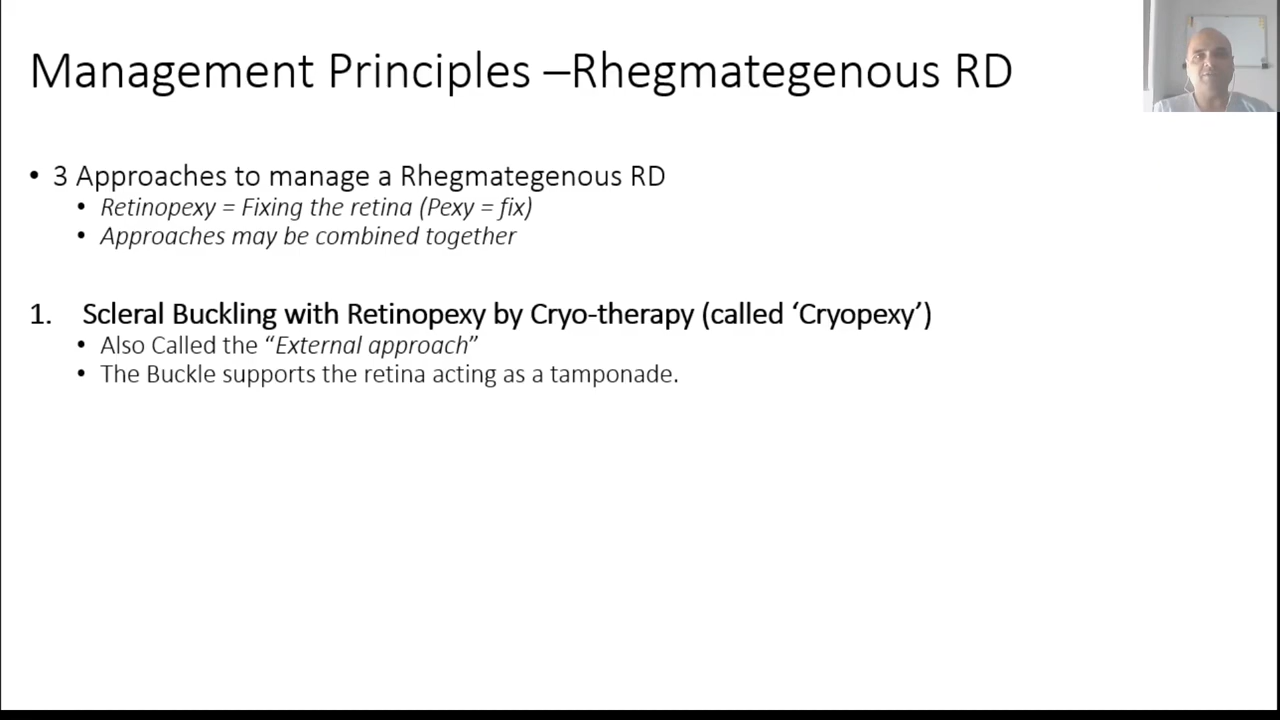 Management Principles –Rhegmategenous RD
• 3 Approaches to manage a Rhegmategenous RD
• Retinopexy = Fixing the retina (Pexy = fix)
• Approaches may be combined together
1. Scleral Buckling with Retinopexy by Cryo-therapy (called ‘Cryopexy’)
• Also Called the “External approach”
• The Buckle supports the retina acting as a tamponade.